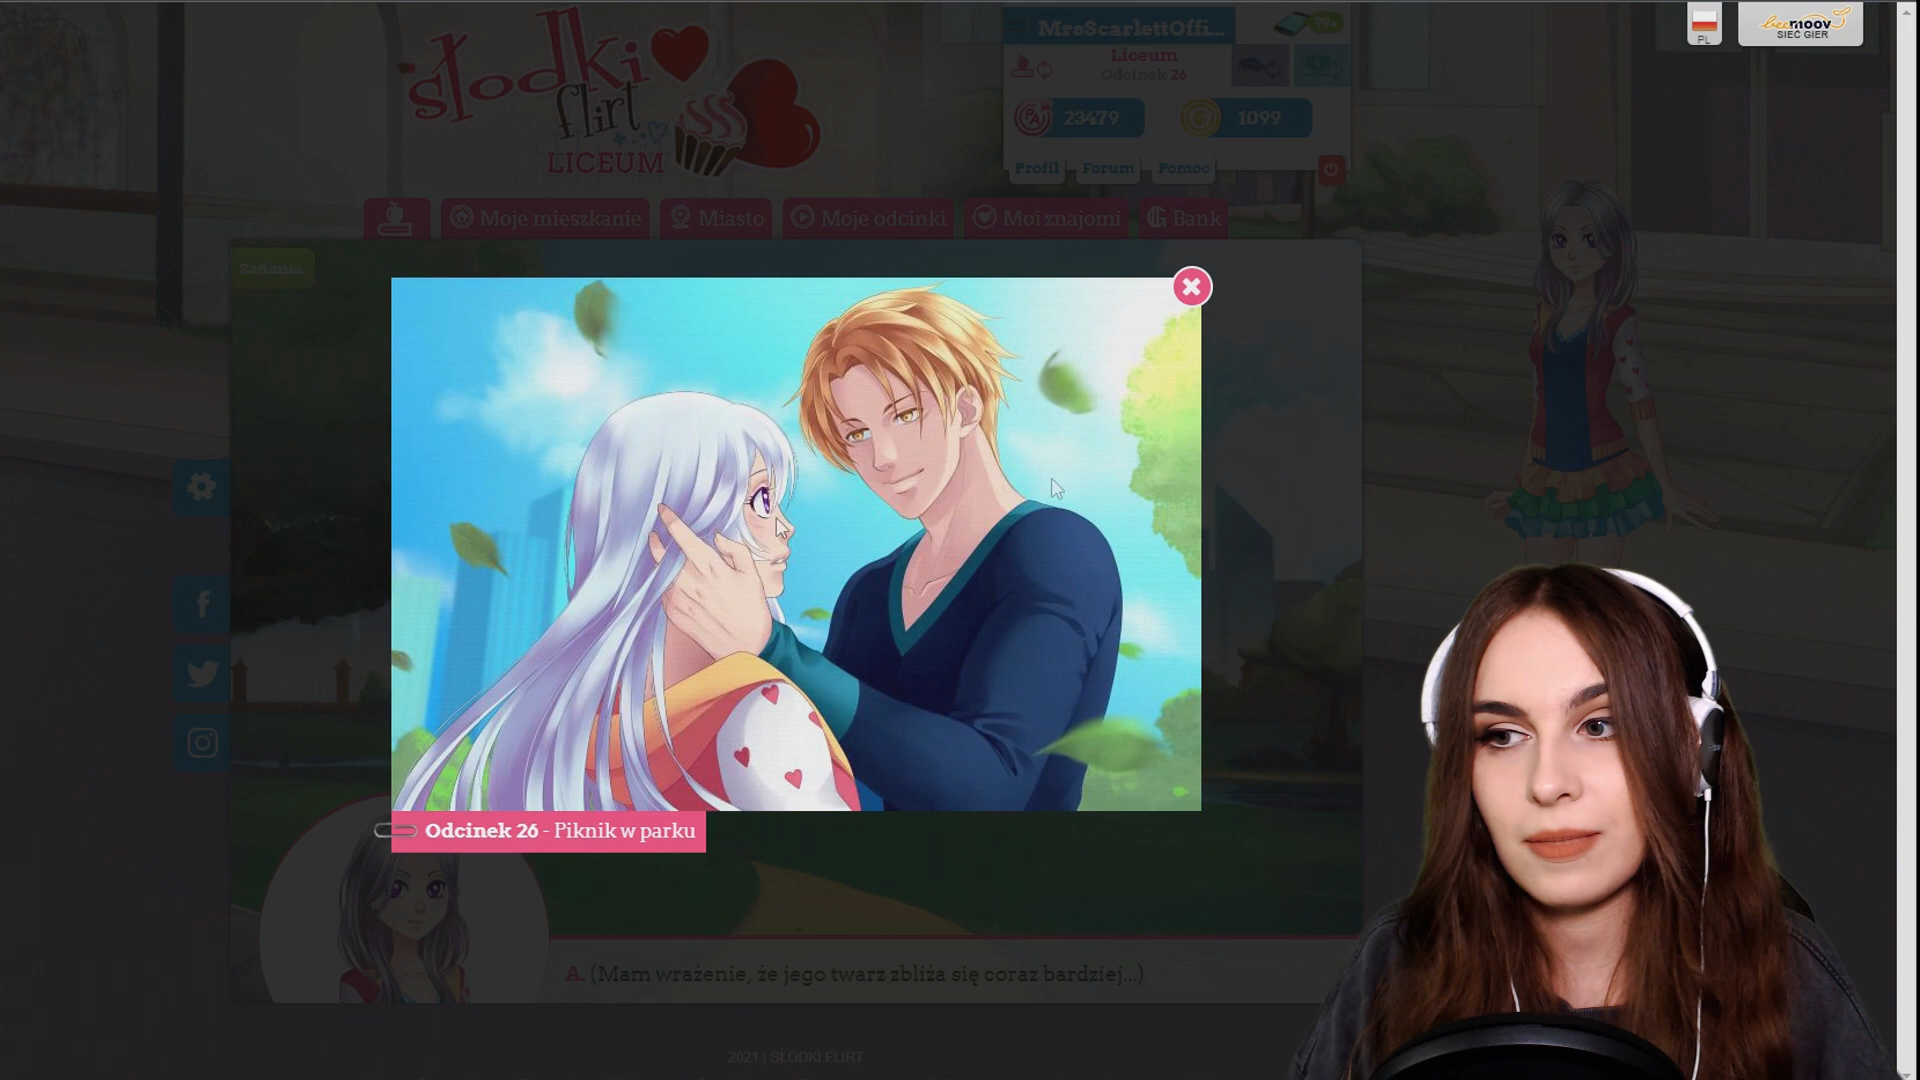 słodki
flirt
LICEUM
MrsScarlettOffi...
99+
Liceum
Odcinek 26
23479
1099
Profil
Forum
Pomoc
PL
beemoov
SIEĆ GIER
Moje mieszkanie
Miasto
Moje odcinki
Moi znajomi
Bank
Zadania
Odcinek 26 - Piknik w parku
A. (Mam wrażenie, że jego twarz zbliża się coraz bardziej...)
2021 | SŁODKI FLIRT